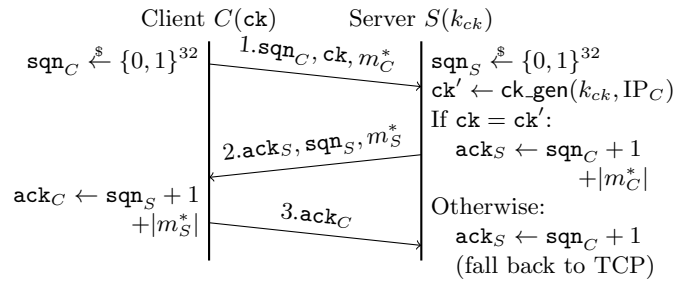 Client C(ck) Server S(k_ck)
sqn_C ←$ {0, 1}^32
1.sqn_C, ck, m*_C
sqn_S ←$ {0, 1}^32
ck′ ← ck_gen(k_ck, IP_C)
If ck = ck′:
ack_S ← sqn_C + 1
+|m*_C|
2.ack_S, sqn_S, m*_S
ack_C ← sqn_S + 1
+|m*_S|
3.ack_C
Otherwise:
ack_S ← sqn_C + 1
(fall back to TCP)